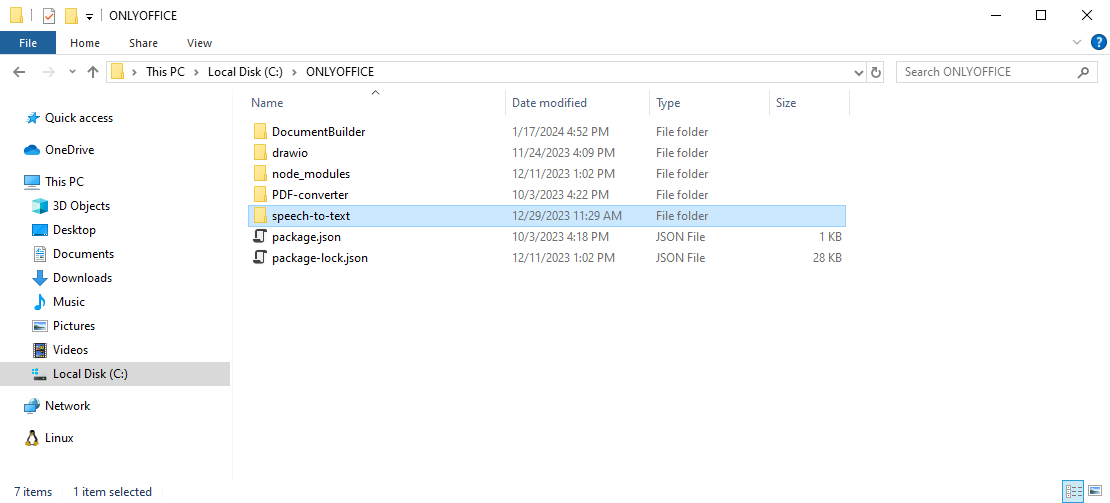 ONLYOFFICE
File Home Share View
This PC Local Disk (C:) ONLYOFFICE Search ONLYOFFICE
Name Date modified Type Size
Quick access
OneDrive
This PC
3D Objects
Desktop
Documents
Downloads
Music
Pictures
Videos
Local Disk (C:)
Network
Linux
DocumentBuilder 1/17/2024 4:52 PM File folder
drawio 11/24/2023 4:09 PM File folder
node_modules 12/11/2023 1:02 PM File folder
PDF-converter 10/3/2023 4:22 PM File folder
speech-to-text 12/29/2023 11:29 AM File folder
package.json 10/3/2023 4:18 PM JSON File 1 KB
package-lock.json 12/11/2023 1:02 PM JSON File 28 KB
7 items 1 item selected